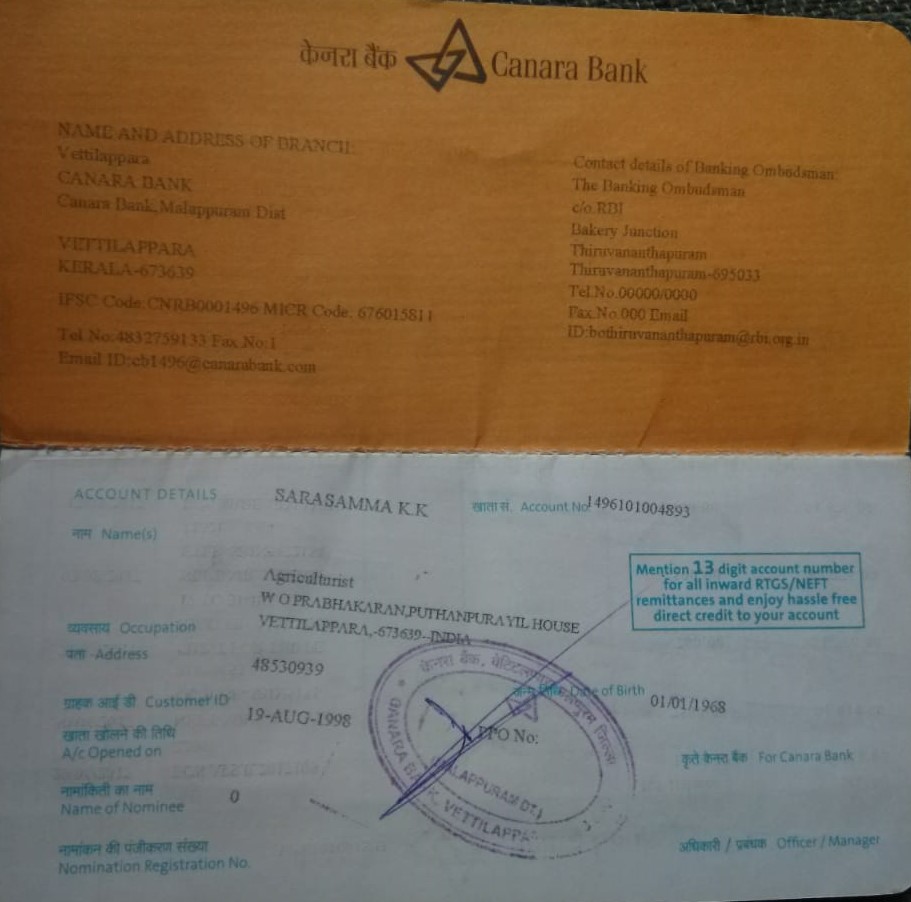 केनरा बैंक Canara Bank
NAME AND ADDRESS OF BRANCH:
Vettilappara
CANARA BANK
Canara Bank,Malappuram Dist
VETTILAPPARA
KERALA-673639
IFSC Code:CNRB0001496 MICR Code: 676015811
Tel No:4832759133 Fax No:1
Email ID:cb1496@canarabank.com
Contact details of Banking Ombudsman:
The Banking Ombudsman
c/o.RBI
Bakery Junction
Thiruvananthapuram
Thiruvananthapuram-695033
Tel.No.00000/0000
Fax.No.000 Email
ID:bothiruvananthapuram@rbi.org.in
ACCOUNT DETAILS SARASAMMA K.K
खाता सं. Account No 1496101004893
नाम Name(s)
Mention 13 digit account number
for all inward RTGS/NEFT
remittances and enjoy hassle free
direct credit to your account
Agriculturist
W O PRABHAKARAN,PUTHANPURAYIL HOUSE
व्यवसाय Occupation VETTILAPPARA,-673639--INDIA
पता Address
48530939
ग्राहक आई डी Customer ID
जन्म तिथि Date of Birth 01/01/1968
19-AUG-1998
खाता खोलने की तिथि
A/c Opened on
PPO No:
कृते केनरा बैंक For Canara Bank
नामांकिती का नाम
Name of Nominee 0
नामांकन की पंजीकरण संख्या
Nomination Registration No.
अधिकारी / प्रबंधक Officer / Manager
केनरा बैंक,
CANARA BANK, VETTILAPPA
MALAPPURAM DT.)